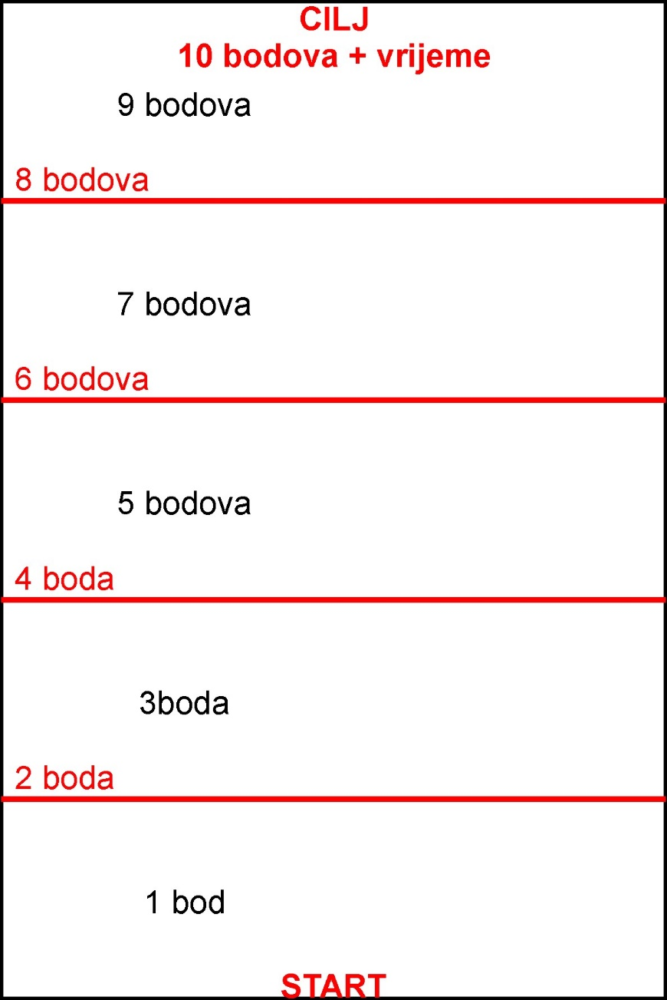 CILJ
10 bodova + vrijeme
9 bodova
8 bodova
7 bodova
6 bodova
5 bodova
4 boda
3boda
2 boda
1 bod
START